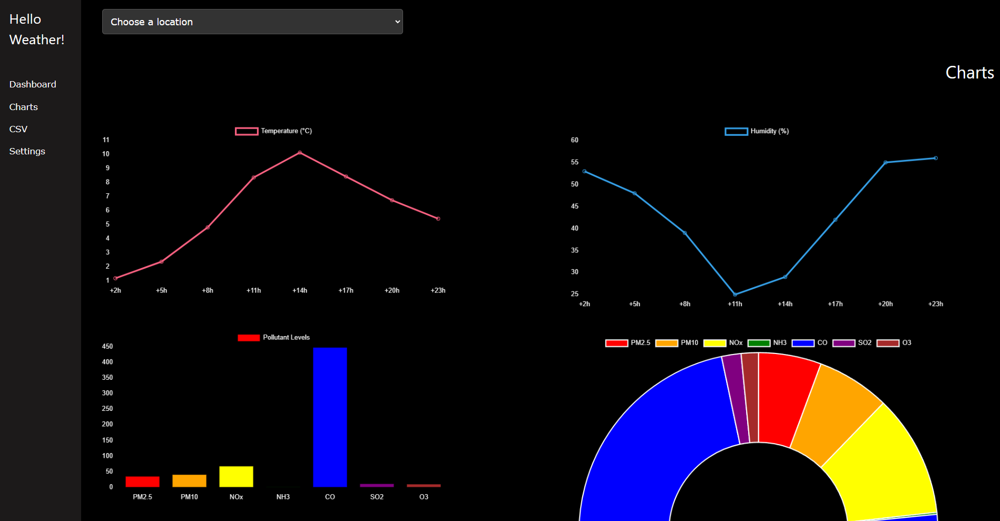 Hello
Weather!
Dashboard
Charts
CSV
Settings
Choose a location
Charts
Temperature (°C)
11
10
9
8
7
6
5
4
3
2
1
+2h +5h +8h +11h +14h +17h +20h +23h
Humidity (%)
60
55
50
45
40
35
30
25
+2h +5h +8h +11h +14h +17h +20h +23h
Pollutant Levels
450
400
350
300
250
200
150
100
50
0
PM2.5 PM10 NOx NH3 CO SO2 O3
PM2.5 PM10 NOx NH3 CO SO2 O3